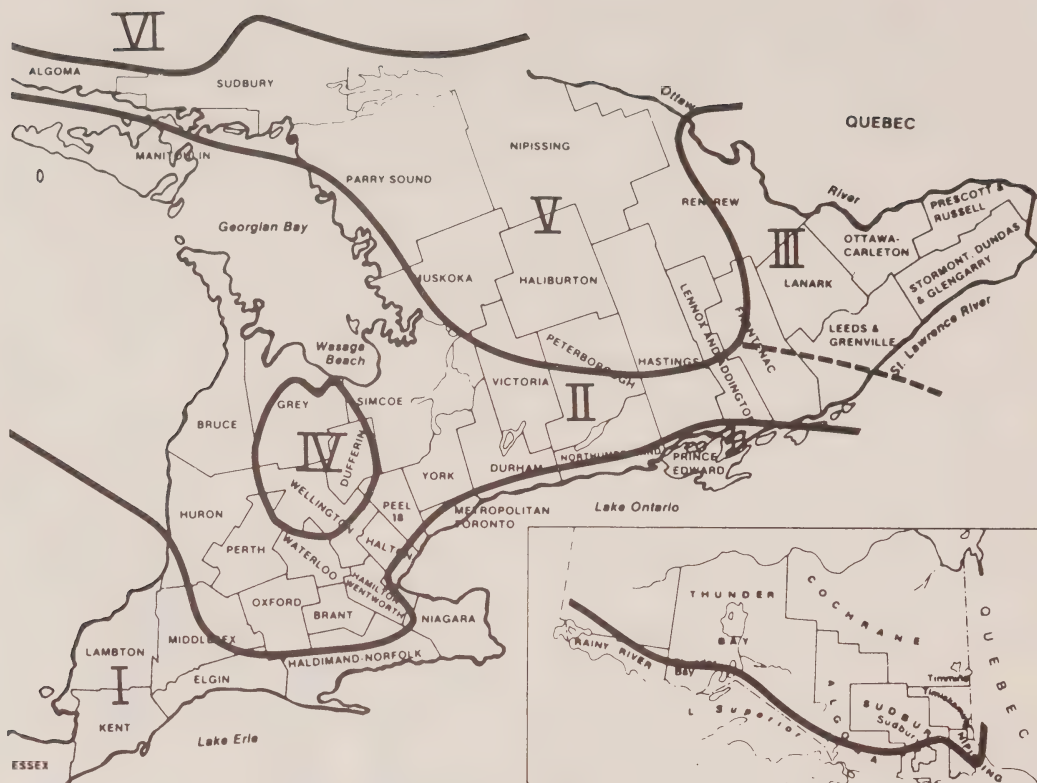 VI
ALGOMA
SUDBURY
Ottawa
QUEBEC
NIPISSING
MANITOULIN
PARRY SOUND
V
RENFREW
River
PRESCOTT
RUSSELL
Georgian Bay
III
OTTAWA-
CARLETON
STORMONT, DUNDAS
& GLENGARRY
MUSKOKA
HALIBURTON
LANARK
LENNOX AND ADDINGTON
FRONTENAC
LEEDS &
GRENVILLE
St. Lawrence River
Wasaga
Beach
PETERBOROUGH
HASTINGS
VICTORIA
GREY
SIMCOE
II
BRUCE
IV
DUFFERIN
YORK
DURHAM
NORTHUMBERLAND
PRINCE
EDWARD
WELLINGTON
PEEL
18
METROPOLITAN
TORONTO
Lake Ontario
HURON
PERTH
WATERLOO
HALTON
HAMILTON
WENTWORTH
OXFORD
BRANT
NIAGARA
MIDDLESEX
HALDIMAND-NORFOLK
LAMBTON
I
ELGIN
KENT
Lake Erie
ESSEX
THUNDER
BAY
COCHRANE
QUEBEC
RAINY RIVER
BAY
Timmins
ALGOMA
SUDBURY
Sudbury
L Superior
NIPISSING